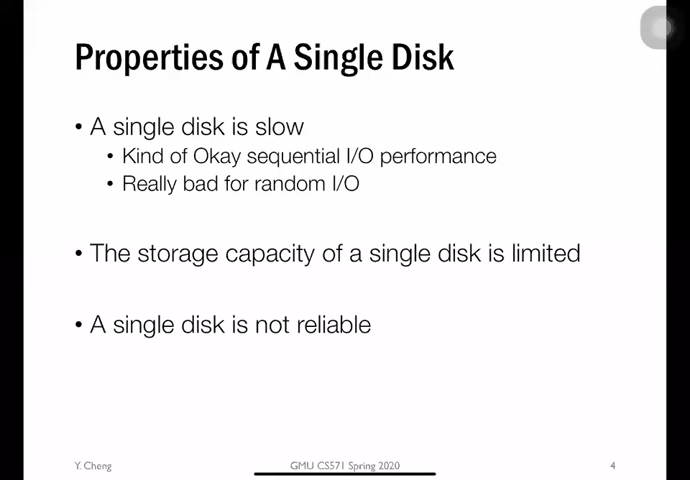 Properties of A Single Disk
• A single disk is slow
• Kind of Okay sequential I/O performance
• Really bad for random I/O
• The storage capacity of a single disk is limited
• A single disk is not reliable
Y. Cheng
GMU CS571 Spring 2020
4